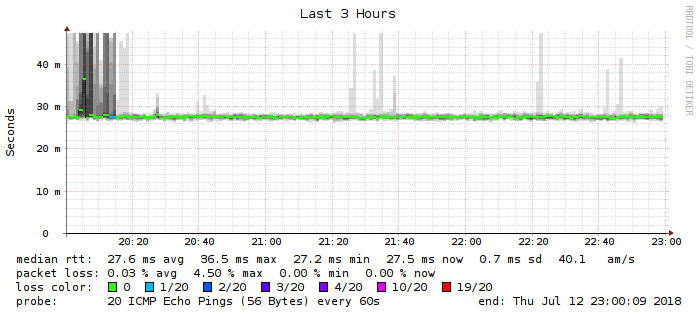 Last 3 Hours
RRDTOOL / TOBI OETIKER
Seconds
40 m
30 m
20 m
10 m
0
20:20 20:40 21:00 21:20 21:40 22:00 22:20 22:40 23:00
median rtt: 27.6 ms avg 36.5 ms max 27.2 ms min 27.5 ms now 0.7 ms sd 40.1 am/s
packet loss: 0.03 % avg 4.50 % max 0.00 % min 0.00 % now
loss color: 0 1/20 2/20 3/20 4/20 10/20 19/20
probe: 20 ICMP Echo Pings (56 Bytes) every 60s end: Thu Jul 12 23:00:09 2018